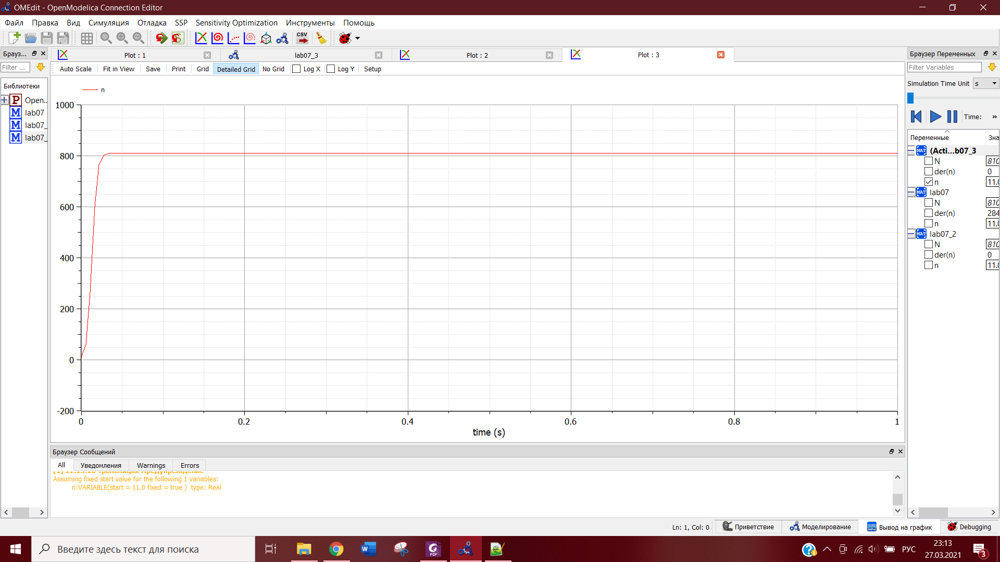 OMEdit - OpenModelica Connection Editor
Файл Правка Вид Симуляция Отладка SSP Sensitivity Optimization Инструменты Помощь
CSV
Брауз...
Plot : 1
lab07_3
Plot : 2
Plot : 3
Браузер Переменных
Filter ...
Auto Scale Fit in View Save Print Grid Detailed Grid No Grid Log X Log Y Setup
Filter Variables
Библиотеки
Simulation Time Unit s
P Open..
M lab07
M lab07_
M lab07_
Time: »
Переменные Зна
MAT (Acti...b07_3
N 810
der(n) 0
n 11.0
MAT lab07
N 810
der(n) 284
n 11.0
MAT lab07_2
N 810
der(n) 0
n 11.0
n
1000
800
600
400
200
0
-200
0 0.2 0.4 0.6 0.8 1
time (s)
Браузер Сообщений
All Уведомления Warnings Errors
Assuming fixed start value for the following 1 variables:
n:VARIABLE(start = 11.0 fixed = true ) type: Real
Ln: 1, Col: 0
Приветствие
Моделирование
Вывод на график
Debugging
Введите здесь текст для поиска
W
PDF
РУС
23:13
27.03.2021
3